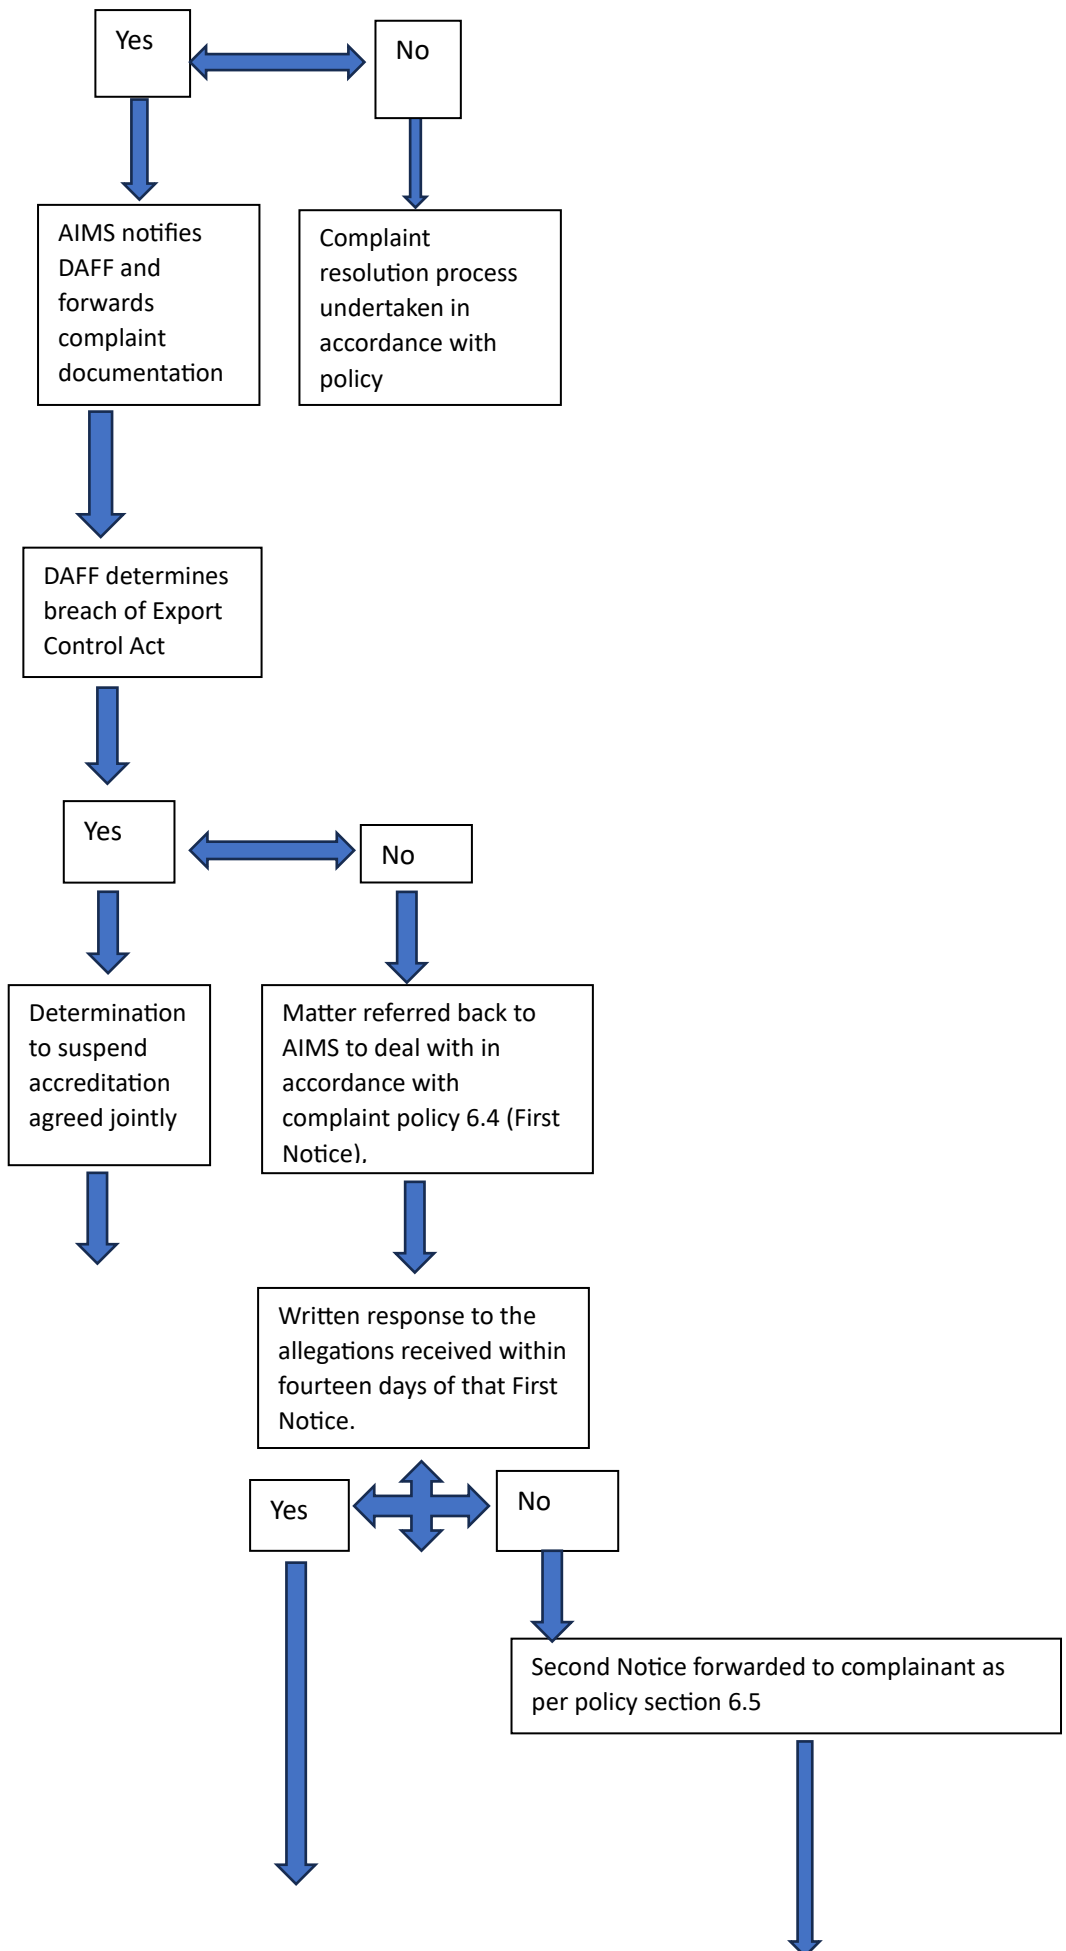 Yes
No
AIMS notifies
DAFF and
forwards
complaint
documentation
Complaint
resolution process
undertaken in
accordance with
policy
DAFF determines
breach of Export
Control Act
Yes
No
Determination
to suspend
accreditation
agreed jointly
Matter referred back to
AIMS to deal with in
accordance with
complaint policy 6.4 (First
Notice).
Written response to the
allegations received within
fourteen days of that First
Notice.
Yes
No
Second Notice forwarded to complainant as
per policy section 6.5